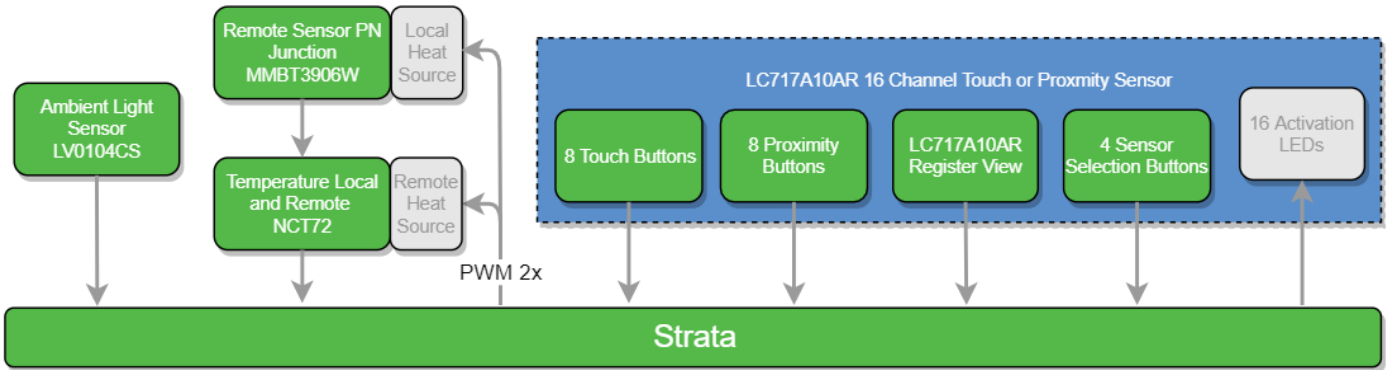 Remote Sensor PN
Junction
MMBT3906W
Local
Heat
Source
LC717A10AR 16 Channel Touch or Proxmity Sensor
Ambient Light
Sensor
LV0104CS
8 Touch Buttons
8 Proximity
Buttons
LC717A10AR
Register View
4 Sensor
Selection Buttons
16 Activation
LEDs
Temperature Local
and Remote
NCT72
Remote
Heat
Source
PWM 2x
Strata